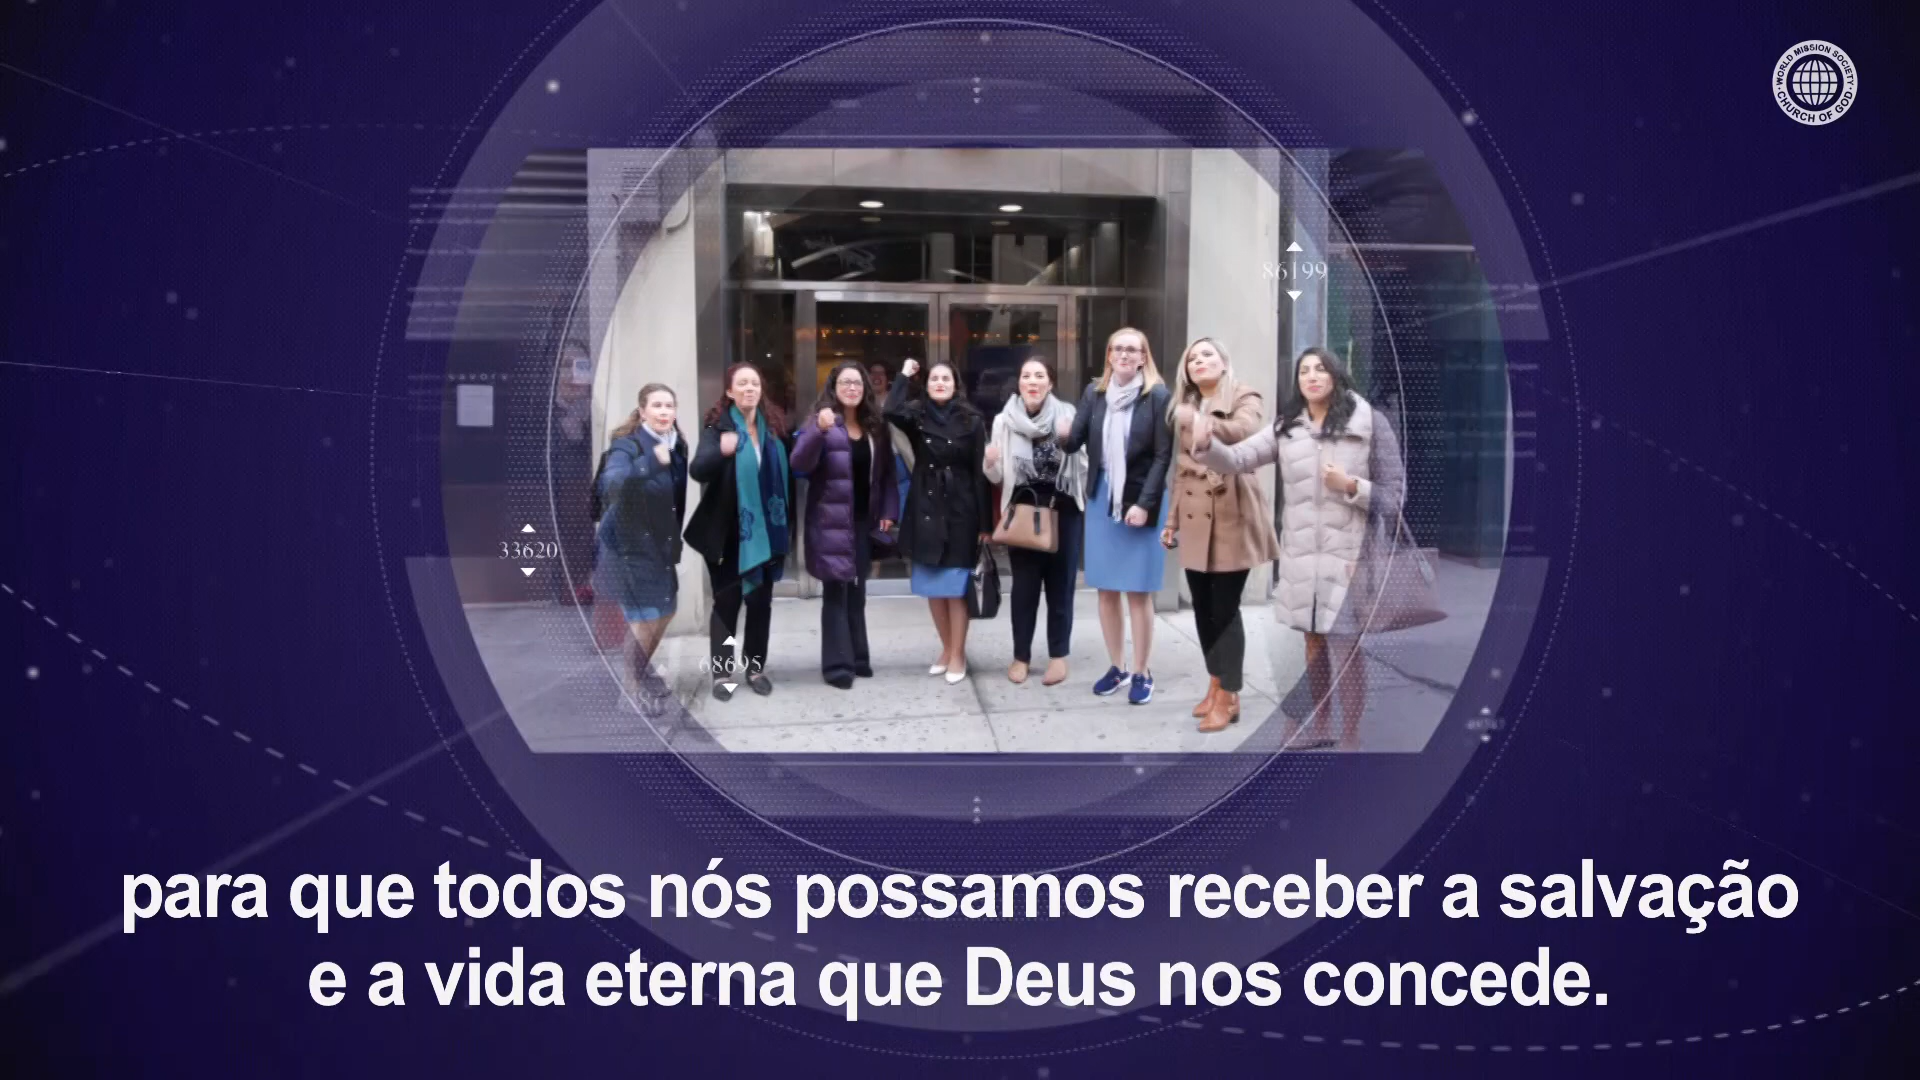 WORLD MISSION SOCIETY
CHURCH OF GOD
86199
savory
33620
68695
para que todos nós possamos receber a salvação
e a vida eterna que Deus nos concede.